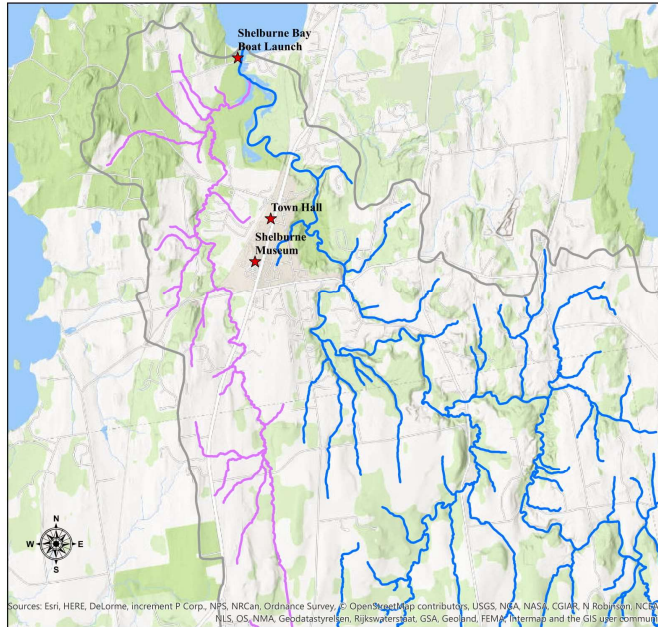 Shelburne Bay
Boat Launch
Town Hall
Shelburne
Museum
N
W
E
S
Sources: Esri, HERE, DeLorme, increment P Corp., NPS, NRCan, Ordnance Survey, © OpenStreetMap contributors, USGS, NGA, NASA, CGIAR, N Robinson, NCEA
NLS, OS, NMA, Geodatastyrelsen, Rijkswaterstaat, GSA, Geoland, FEMA, Intermap and the GIS user commun